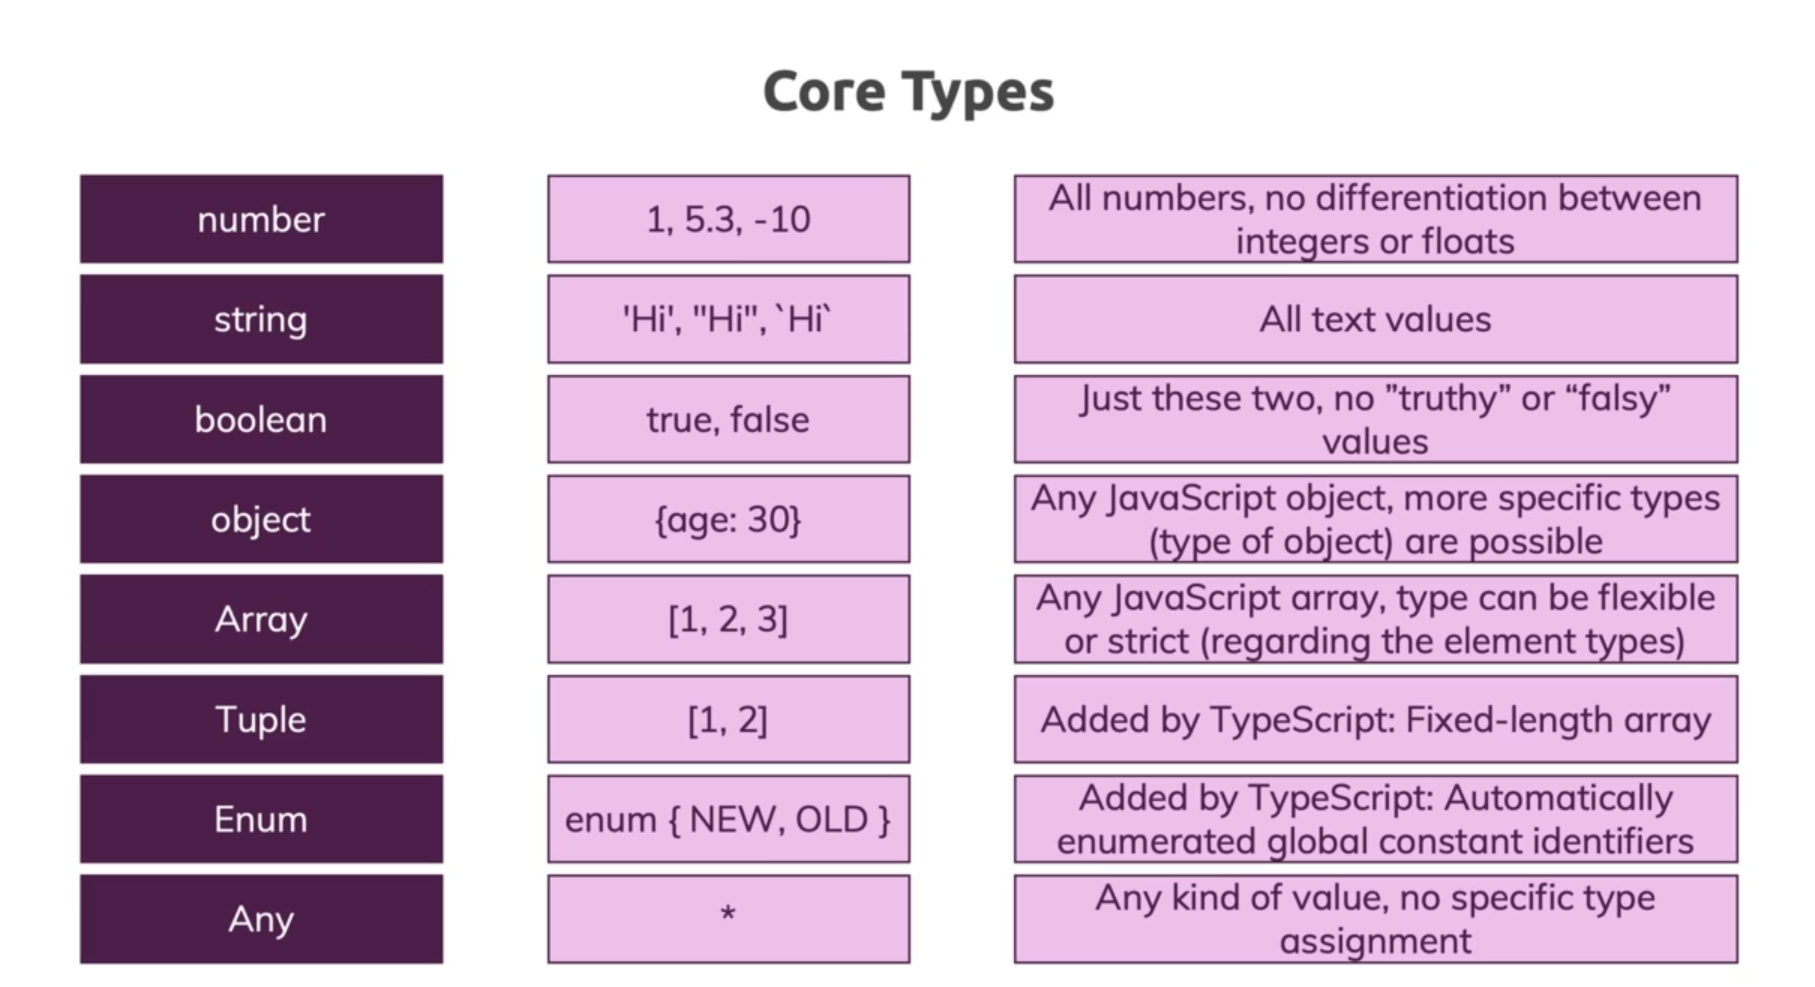 Core Types
number
1, 5.3, -10
All numbers, no differentiation between
integers or floats
string
'Hi', "Hi", `Hi`
All text values
boolean
true, false
Just these two, no ”truthy” or “falsy”
values
object
{age: 30}
Any JavaScript object, more specific types
(type of object) are possible
Array
[1, 2, 3]
Any JavaScript array, type can be flexible
or strict (regarding the element types)
Tuple
[1, 2]
Added by TypeScript: Fixed-length array
Enum
enum { NEW, OLD }
Added by TypeScript: Automatically
enumerated global constant identifiers
Any
*
Any kind of value, no specific type
assignment